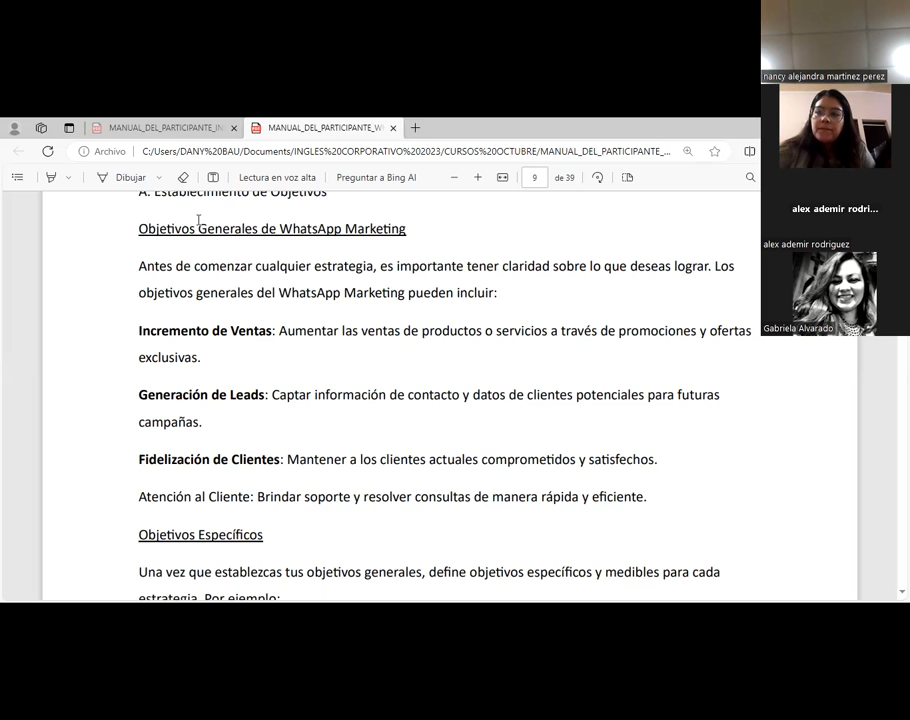 nancy alejandra martinez perez
MANUAL_DEL_PARTICIPANTE_IN
MANUAL_DEL_PARTICIPANTE_W
Archivo
C:/Users/DANY%20BAU/Documents/INGLES%20CORPORATIVO%202023/CURSOS%20OCTUBRE/MANUAL_DEL_PARTICIPANTE_...
Dibujar
Lectura en voz alta
Preguntar a Bing AI
9
de 39
alex ademir rodri...
alex ademir rodriguez
Gabriela Alvarado
A. Establecimiento de Objetivos
Objetivos Generales de WhatsApp Marketing
Antes de comenzar cualquier estrategia, es importante tener claridad sobre lo que deseas lograr. Los
objetivos generales del WhatsApp Marketing pueden incluir:
Incremento de Ventas: Aumentar las ventas de productos o servicios a través de promociones y ofertas
exclusivas.
Generación de Leads: Captar información de contacto y datos de clientes potenciales para futuras
campañas.
Fidelización de Clientes: Mantener a los clientes actuales comprometidos y satisfechos.
Atención al Cliente: Brindar soporte y resolver consultas de manera rápida y eficiente.
Objetivos Específicos
Una vez que establezcas tus objetivos generales, define objetivos específicos y medibles para cada
estrategia. Por ejemplo: